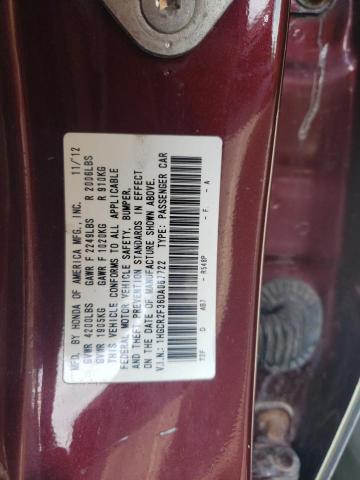 MFD. BY HONDA OF AMERICA MFG., INC. 11/12
GVWR 4200LBS GAWR F 2249LBS R 2006LBS
GVWR 1905KG GAWR F 1020KG R 910KG
THIS VEHICLE CONFORMS TO ALL APPLICABLE
FEDERAL MOTOR VEHICLE SAFETY, BUMPER,
AND THEFT PREVENTION STANDARDS IN EFFECT
ON THE DATE OF MANUFACTURE SHOWN ABOVE.
V.I.N.: 1HGCR2F36DA067722 TYPE: PASSENGER CAR
D AB7 - R548P - F - A